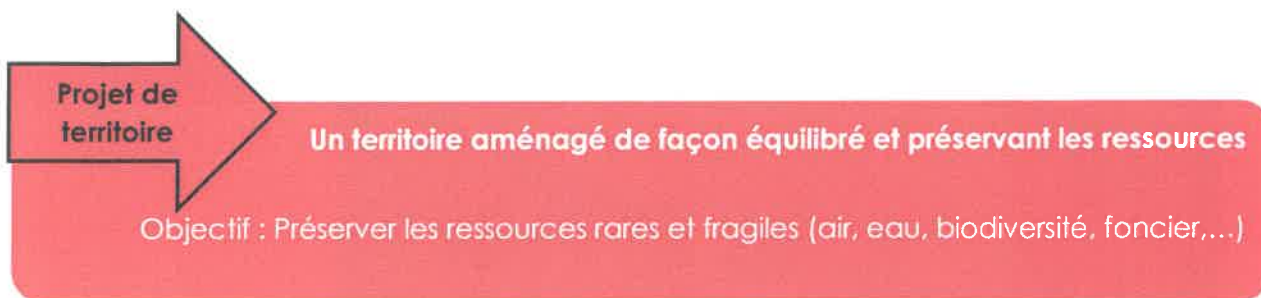 Projet de
territoire
Un territoire aménagé de façon équilibré et préservant les ressources
Objectif : Préserver les ressources rares et fragiles (air, eau, biodiversité, foncier,...)